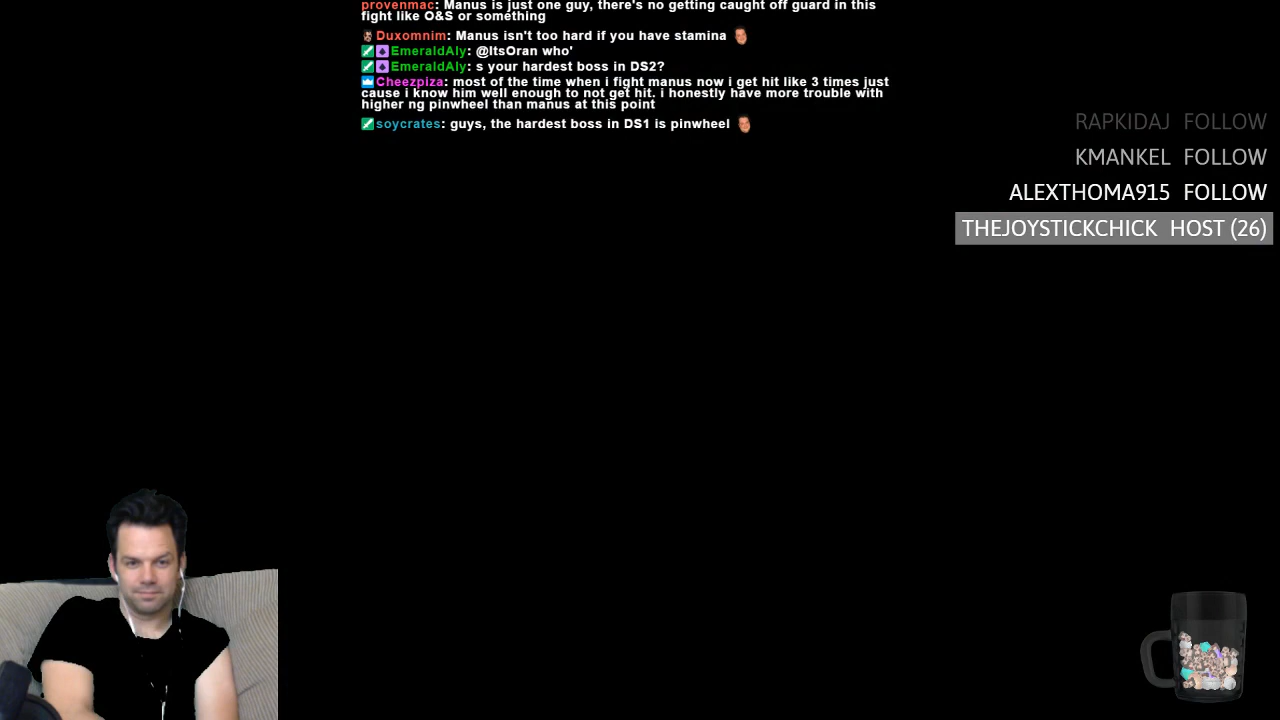 provenmac: Manus is just one guy, there's no getting caught off guard in this
fight like O&S or something
Duxomnim: Manus isn't too hard if you have stamina
EmeraldAly: @ItsOran who'
EmeraldAly: s your hardest boss in DS2?
Cheezpiza: most of the time when i fight manus now i get hit like 3 times just
cause i know him well enough to not get hit. i honestly have more trouble with
higher ng pinwheel than manus at this point
soycrates: guys, the hardest boss in DS1 is pinwheel
RAPKIDAJ FOLLOW
KMANKEL FOLLOW
ALEXTHOMA915 FOLLOW
THEJOYSTICKCHICK HOST (26)